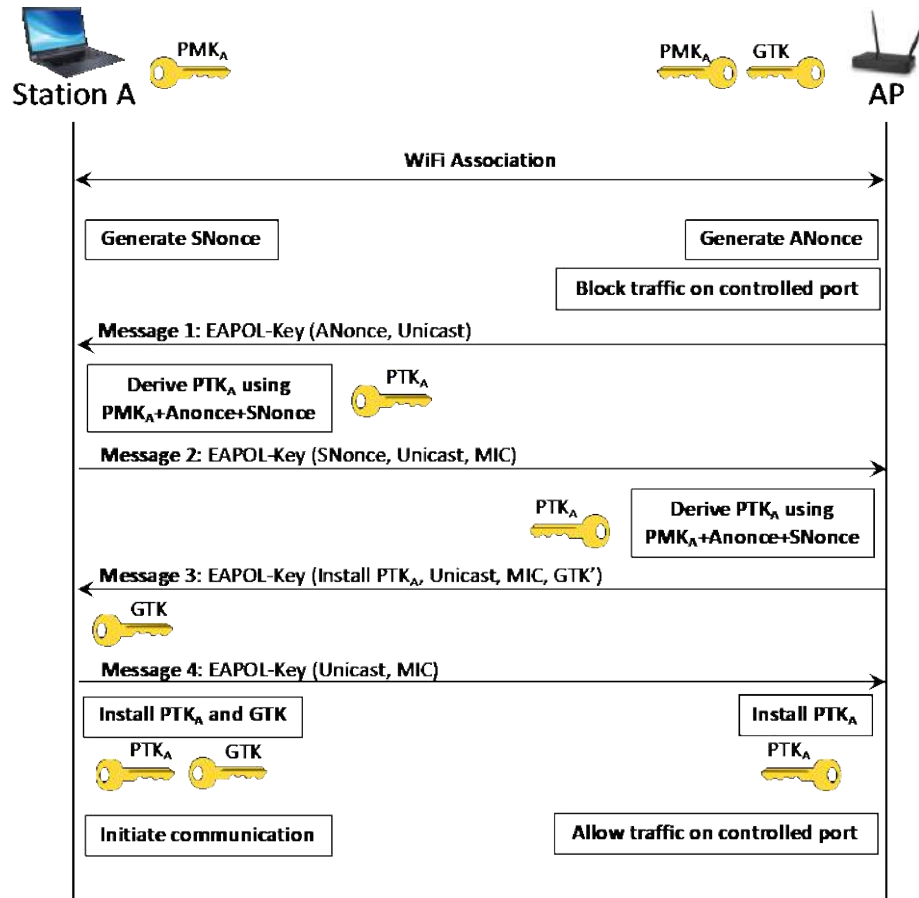 PMKA
PMKA GTK
Station A
AP
WiFi Association
Generate SNonce
Generate ANonce
Block traffic on controlled port
Message 1: EAPOL-Key (ANonce, Unicast)
Derive PTKA using
PMKA+Anonce+SNonce
PTKA
Message 2: EAPOL-Key (SNonce, Unicast, MIC)
PTKA
Derive PTKA using
PMKA+Anonce+SNonce
Message 3: EAPOL-Key (Install PTKA, Unicast, MIC, GTK')
GTK
Message 4: EAPOL-Key (Unicast, MIC)
Install PTKA and GTK
Install PTKA
PTKA GTK
PTKA
Initiate communication
Allow traffic on controlled port